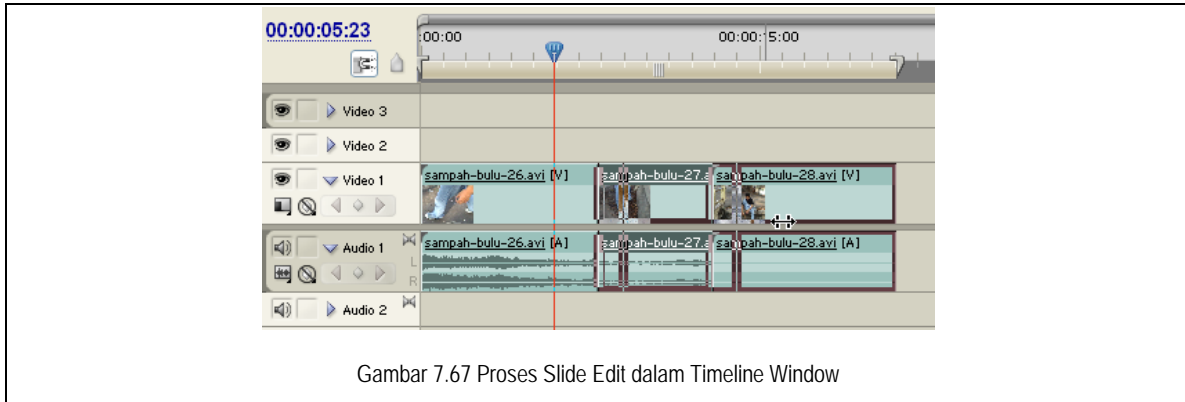 00:00:05:23
:00:00 00:00:15:00
Video 3
Video 2
Video 1
sampah-bulu-26.avi [V] sampah-bulu-27.a sampah-bulu-28.avi [V]
Audio 1
sampah-bulu-26.avi [A] sampah-bulu-27.a sampah-bulu-28.avi [A]
L
R
Audio 2
Gambar 7.67 Proses Slide Edit dalam Timeline Window